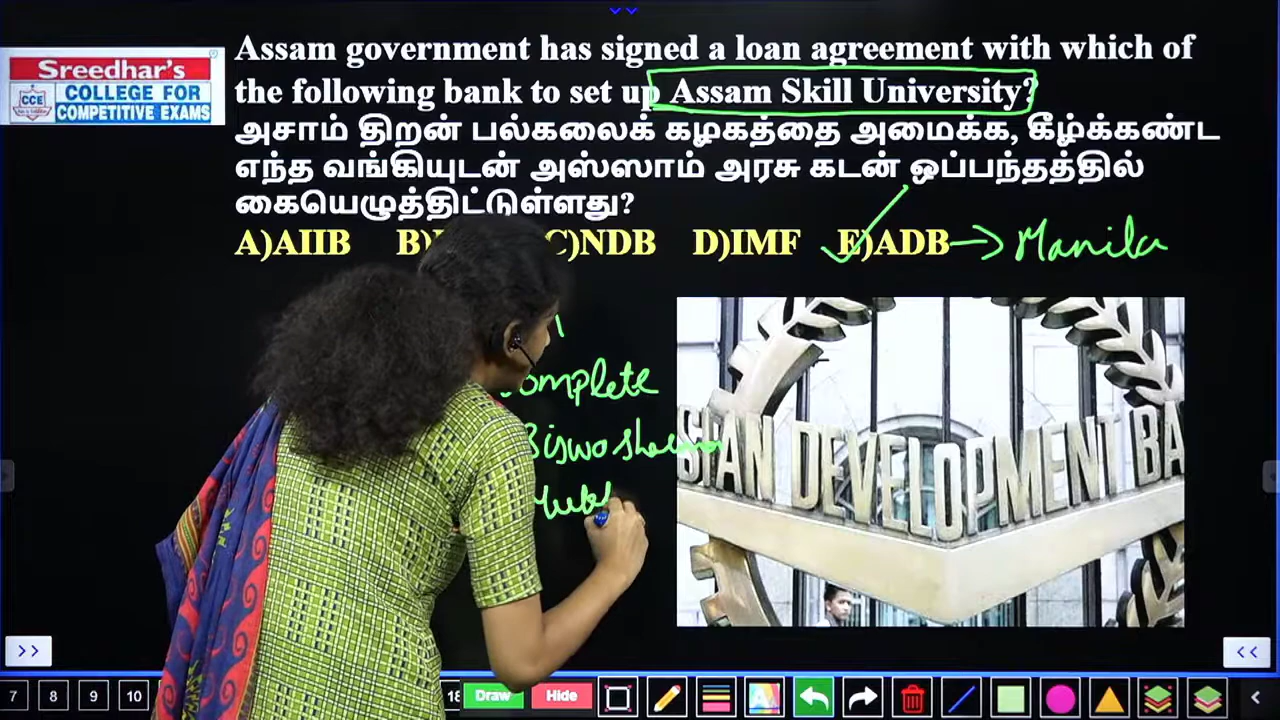 Assam government has signed a loan agreement with which of
Sreedhar's
CCE
COLLEGE FOR
COMPETITIVE EXAMS
the following bank to set up Assam Skill University?
அசாம் திறன் பல்கலைக் கழகத்தை அமைக்க, கீழ்க்கண்ட
எந்த வங்கியுடன் அஸ்ஸாம் அரசு கடன் ஒப்பந்தத்தில்
கையெழுத்திட்டுள்ளது?
A)AIIB B) C)NDB D)IMF E)ADB → Manila
omplete
SIAN DEVELOPMENT BA
>>
<<
7 8 9 10 18 Draw Hide